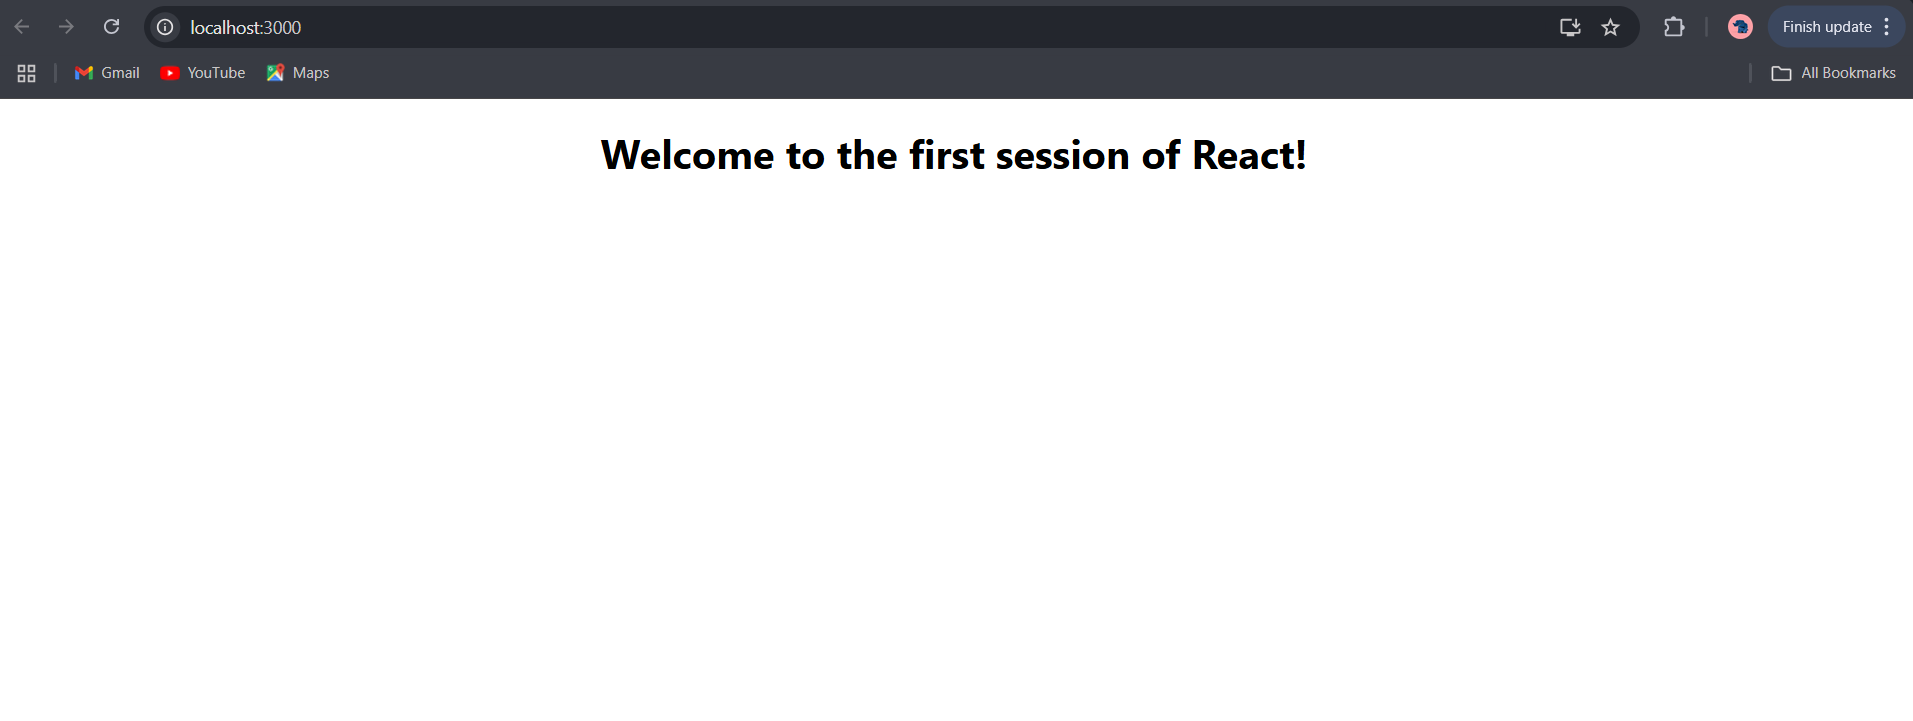 localhost:3000
Finish update
Gmail YouTube Maps All Bookmarks
Welcome to the first session of React!